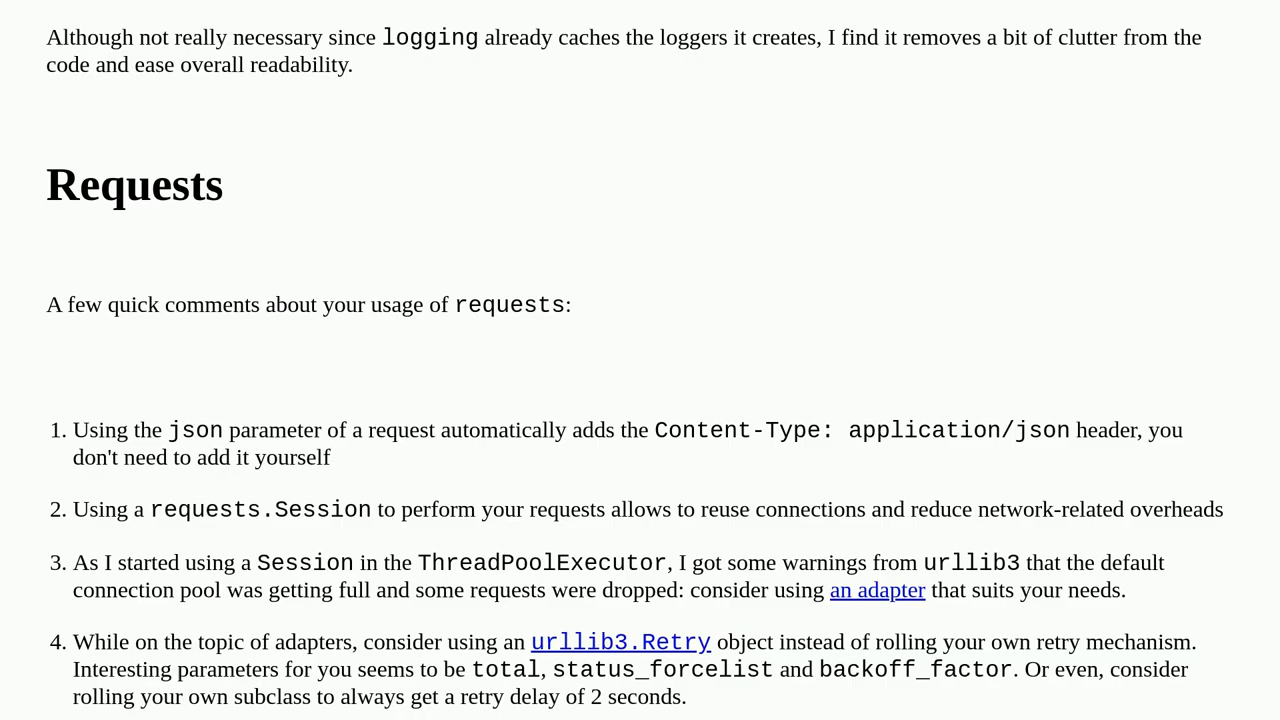 Although not really necessary since logging already caches the loggers it creates, I find it removes a bit of clutter from the
code and ease overall readability.
Requests
A few quick comments about your usage of requests:
1. Using the json parameter of a request automatically adds the Content-Type: application/json header, you
don't need to add it yourself
2. Using a requests.Session to perform your requests allows to reuse connections and reduce network-related overheads
3. As I started using a Session in the ThreadPoolExecutor, I got some warnings from urllib3 that the default
connection pool was getting full and some requests were dropped: consider using an adapter that suits your needs.
4. While on the topic of adapters, consider using an urllib3.Retry object instead of rolling your own retry mechanism.
Interesting parameters for you seems to be total, status_forcelist and backoff_factor. Or even, consider
rolling your own subclass to always get a retry delay of 2 seconds.